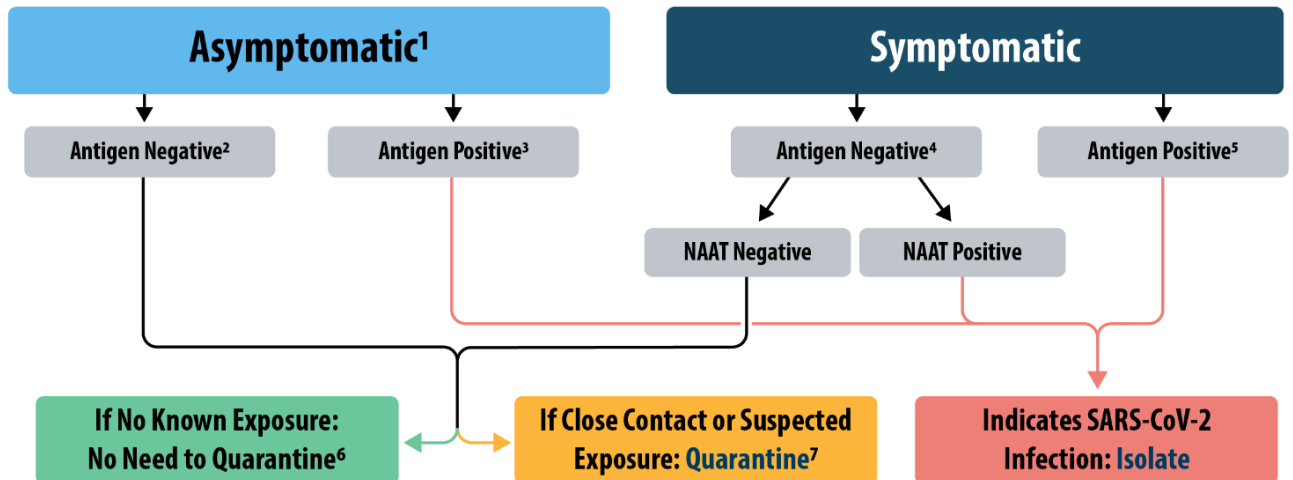 Asymptomatic¹
Symptomatic
Antigen Negative²
Antigen Positive³
Antigen Negative⁴
Antigen Positive⁵
NAAT Negative
NAAT Positive
If No Known Exposure:
No Need to Quarantine⁶
If Close Contact or Suspected
Exposure: Quarantine⁷
Indicates SARS-CoV-2
Infection: Isolate